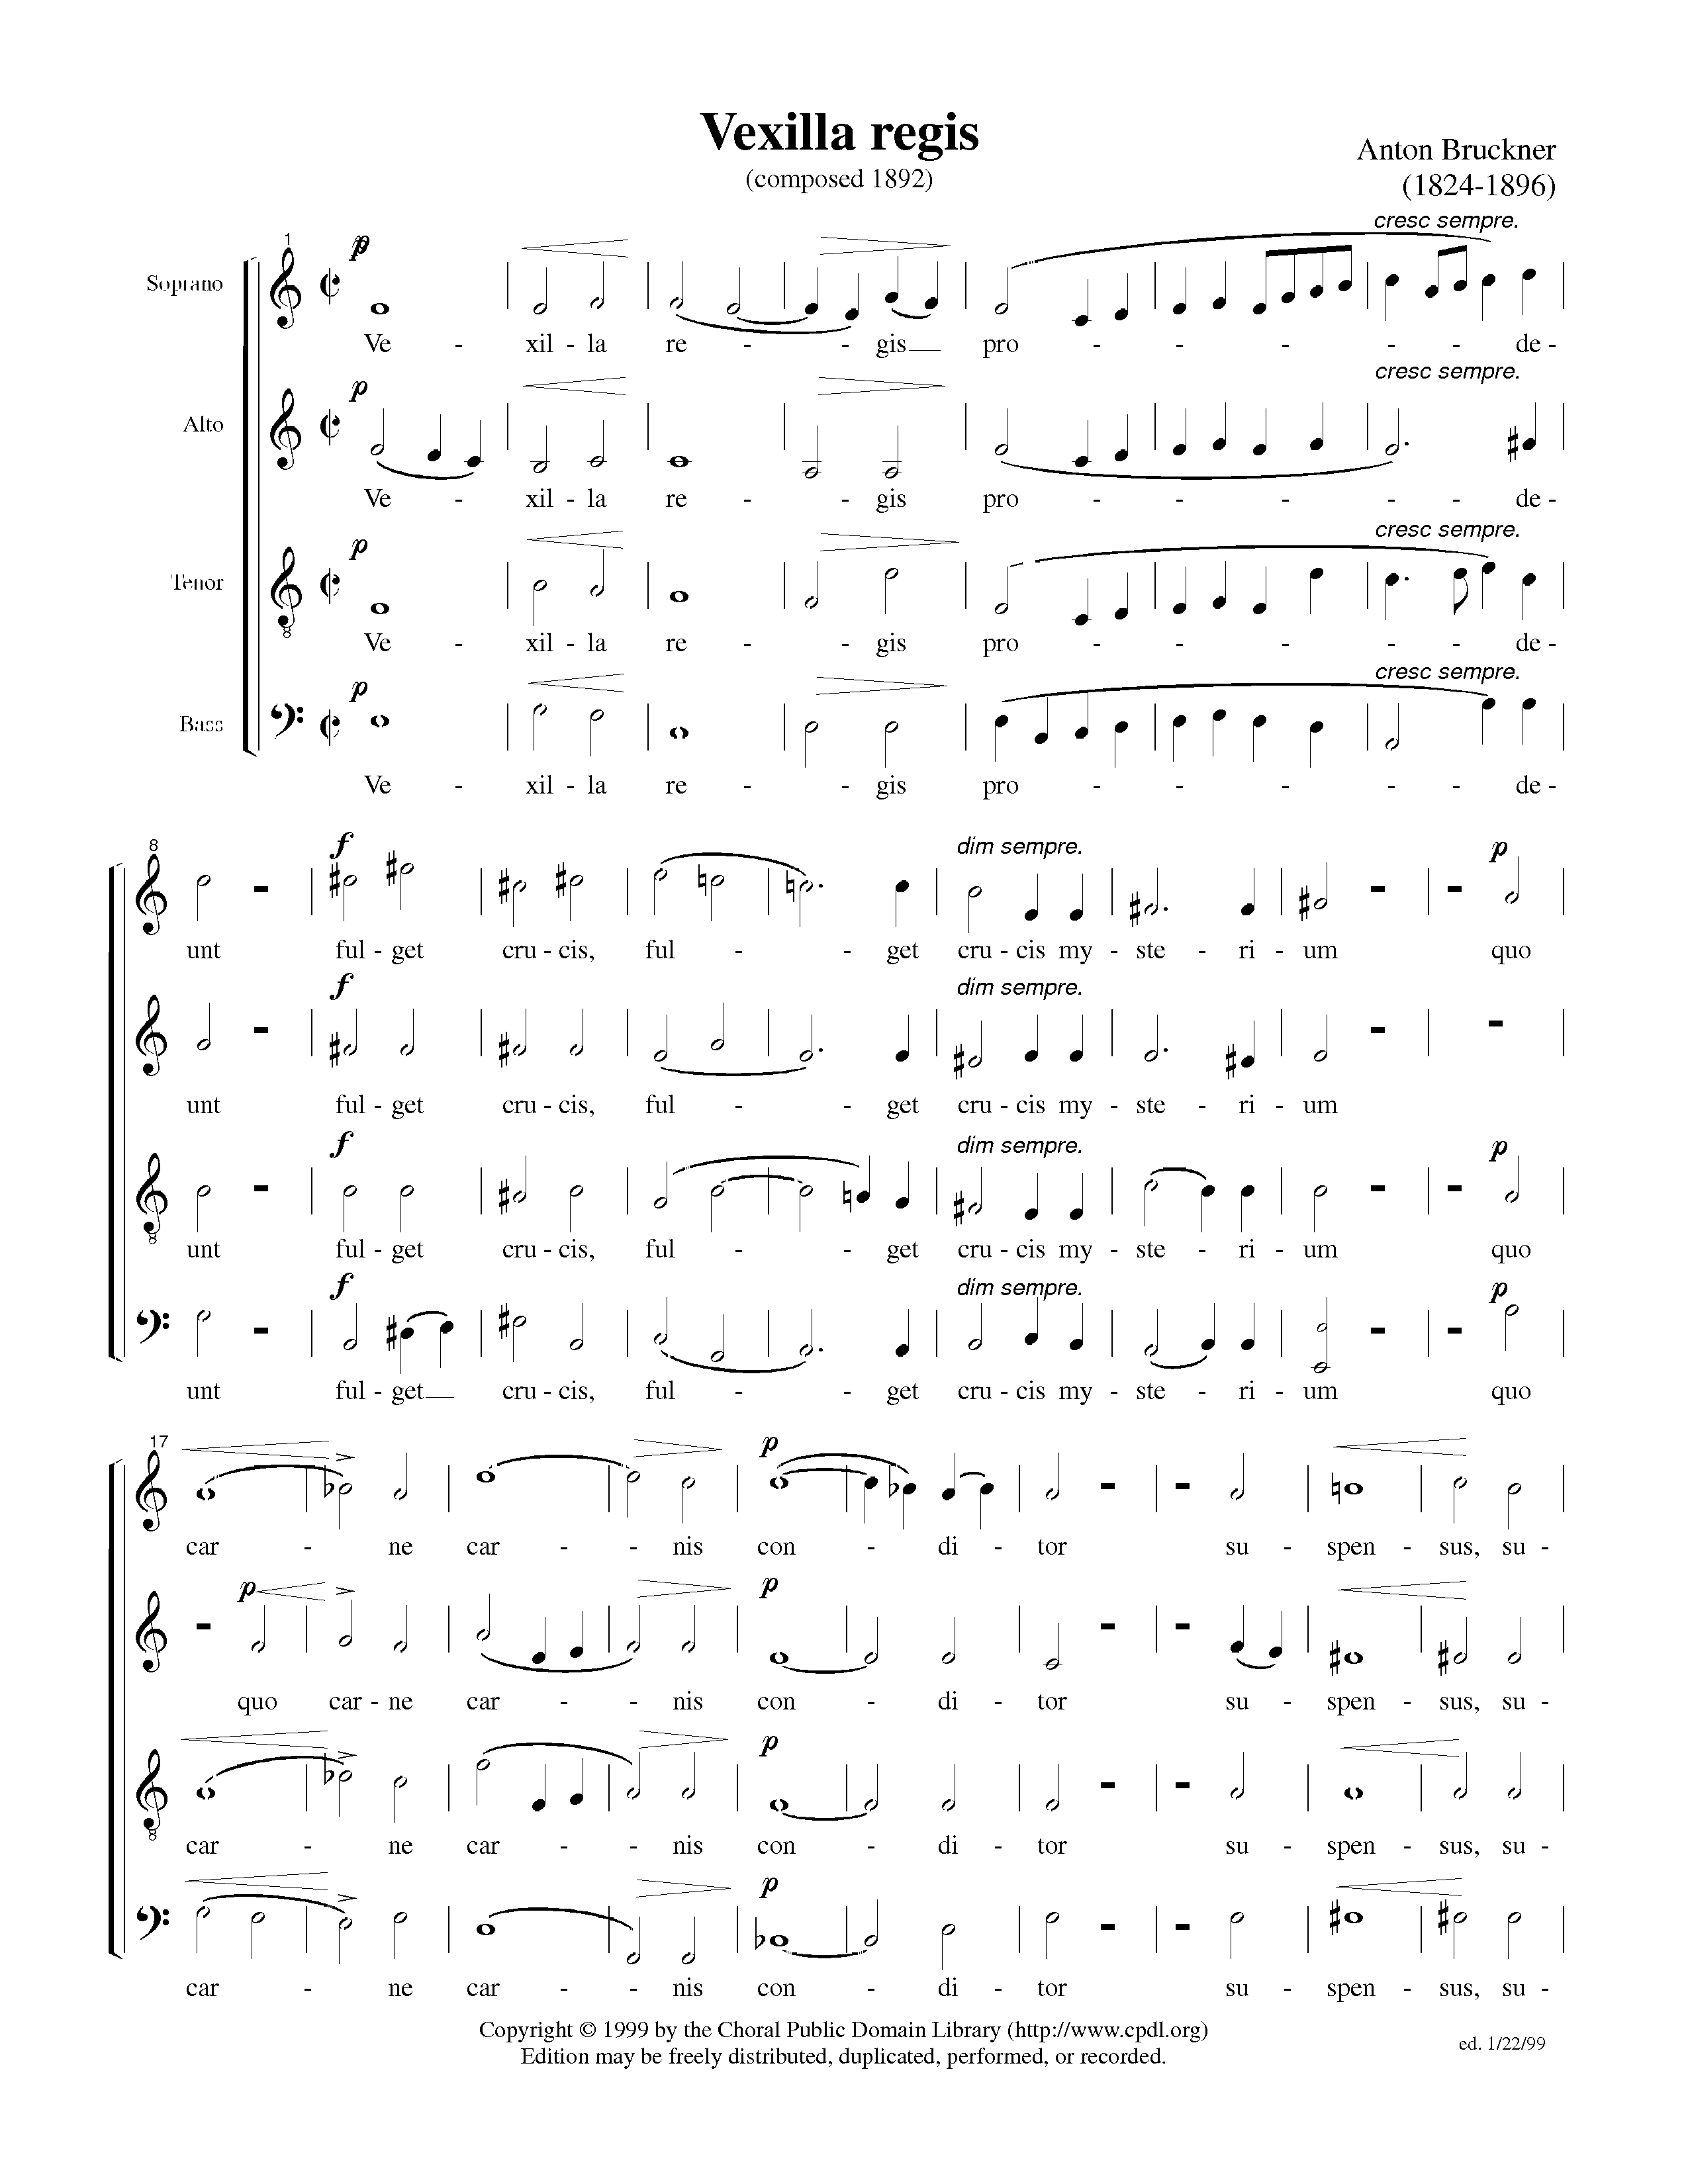 Vexilla regis
(composed 1892)
Anton Bruckner
(1824-1896)
cresc sempre.
1
p
Soprano
Ve - xil - la re - - gis pro - - - - - de -
cresc sempre.
p
Alto
Ve - xil - la re - - gis pro - - - - - de -
cresc sempre.
p
Tenor
8
Ve - xil - la re - - gis pro - - - - - de -
cresc sempre.
p
Bass
Ve - xil - la re - - gis pro - - - - - de -
8 f dim sempre. p
unt ful - get cru - cis, ful - - get cru - cis my - ste - ri - um quo
f dim sempre.
unt ful - get cru - cis, ful - - get cru - cis my - ste - ri - um
f dim sempre. p
8
unt ful - get cru - cis, ful - - get cru - cis my - ste - ri - um quo
f dim sempre. p
unt ful - get cru - cis, ful - - get cru - cis my - ste - ri - um quo
17 p
car - ne car - - nis con - di - tor su - spen - sus, su -
p p
quo car - ne car - - nis con - di - tor su - spen - sus, su -
p
8
car - ne car - - nis con - di - tor su - spen - sus, su -
p
car - ne car - - nis con - di - tor su - spen - sus, su -
Copyright © 1999 by the Choral Public Domain Library (http://www.cpdl.org)
Edition may be freely distributed, duplicated, performed, or recorded.
ed. 1/22/99